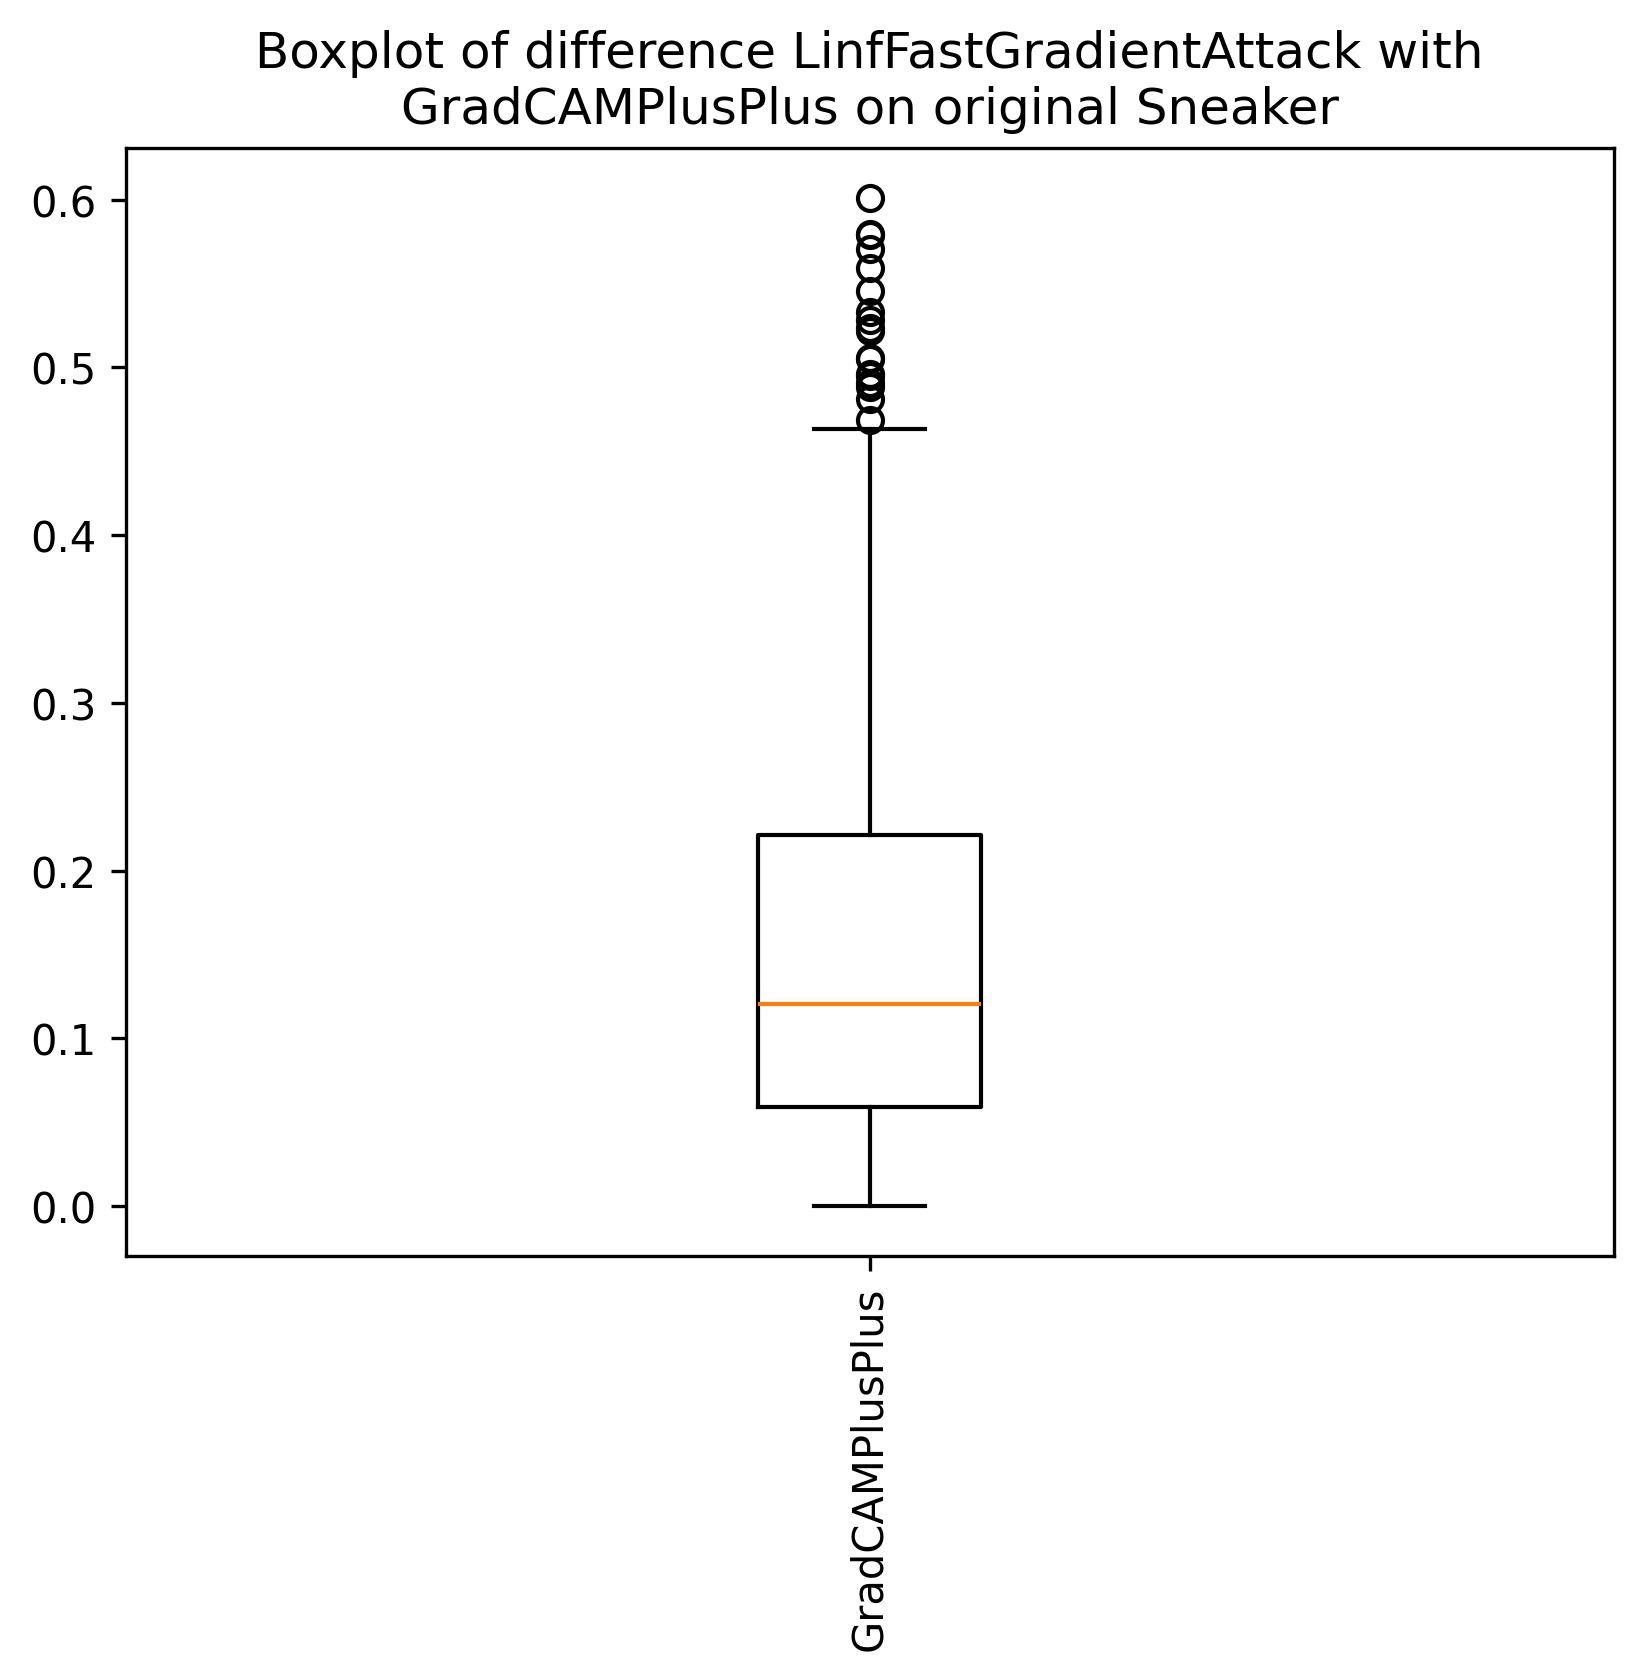 Boxplot of difference LinfFastGradientAttack with
GradCAMPlusPlus on original Sneaker
0.6
0.5
0.4
0.3
0.2
0.1
0.0
GradCAMPlusPlus